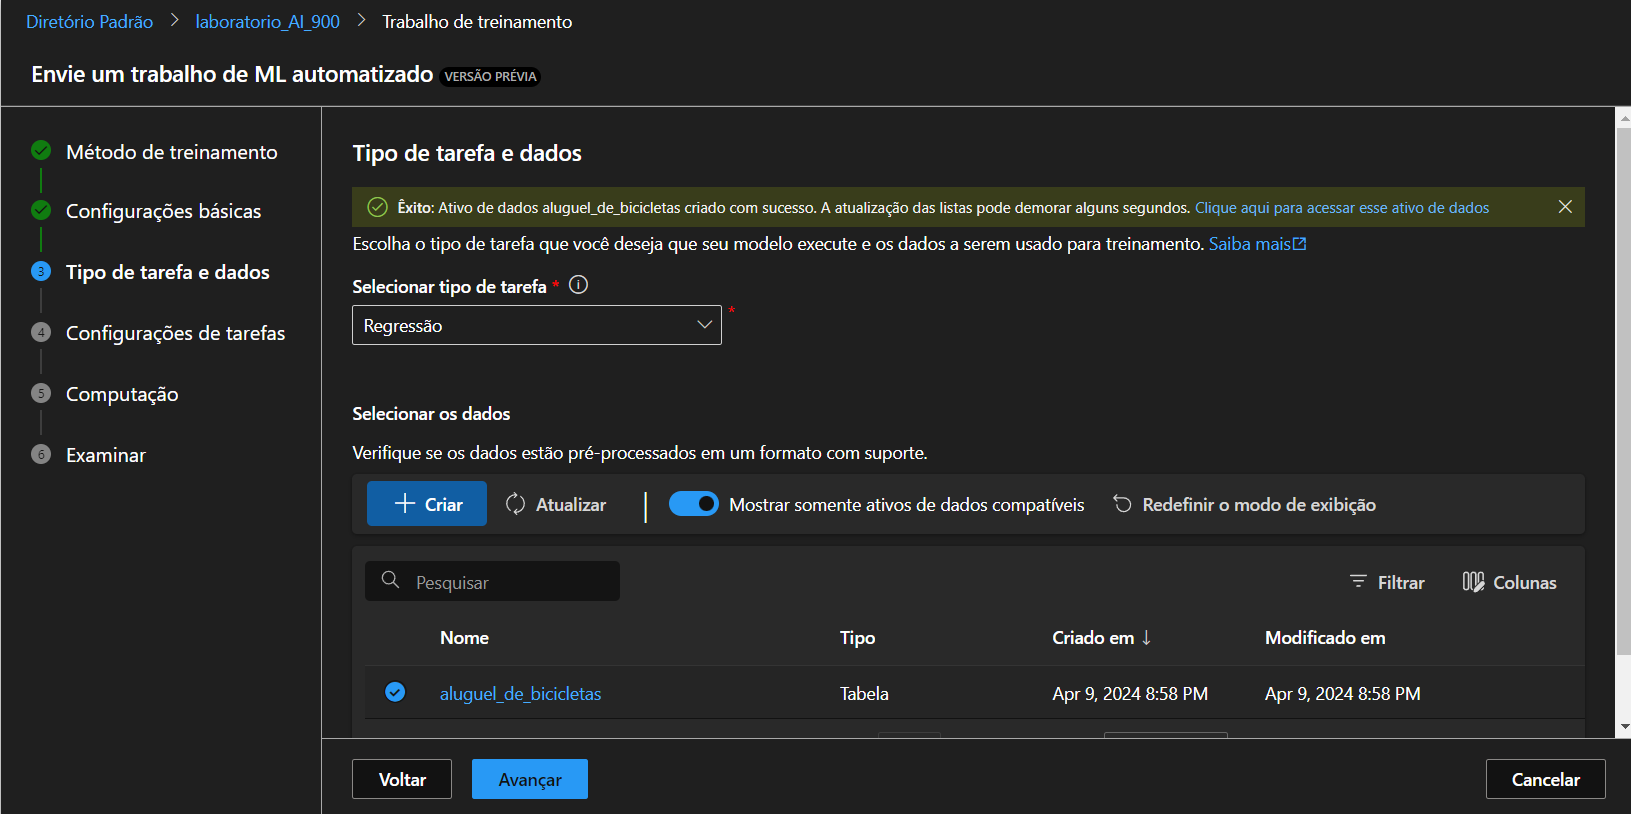 Diretório Padrão > laboratorio_AI_900 > Trabalho de treinamento
Envie um trabalho de ML automatizado VERSÃO PRÉVIA
Método de treinamento
Configurações básicas
3 Tipo de tarefa e dados
4 Configurações de tarefas
5 Computação
6 Examinar
Tipo de tarefa e dados
Êxito: Ativo de dados aluguel_de_bicicletas criado com sucesso. A atualização das listas pode demorar alguns segundos. Clique aqui para acessar esse ativo de dados
Escolha o tipo de tarefa que você deseja que seu modelo execute e os dados a serem usado para treinamento. Saiba mais
Selecionar tipo de tarefa *
Regressão *
Selecionar os dados
Verifique se os dados estão pré-processados em um formato com suporte.
Criar Atualizar | Mostrar somente ativos de dados compatíveis Redefinir o modo de exibição
Pesquisar Filtrar Colunas
Nome Tipo Criado em ↓ Modificado em
aluguel_de_bicicletas Tabela Apr 9, 2024 8:58 PM Apr 9, 2024 8:58 PM
Voltar Avançar Cancelar